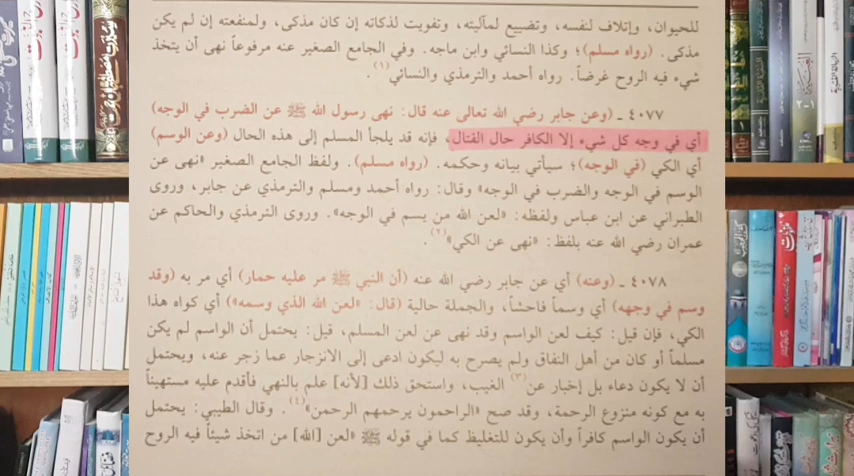 للحيوان، وإتلاف لنفسه، وتضييع لمآليته، وتفويت لذكاته إن كان مذكى، ولمنفعته إن لم يكن
مذكى. (رواه مسلم)؛ وكذا النسائي وابن ماجه. وفي الجامع الصغير عنه مرفوعاً نهى أن يتخذ
شيء فيه الروح غرضاً. رواه أحمد والترمذي والنسائي(١).
٤٠٧٧ ـ (وعن جابر رضي الله تعالى عنه قال: نهى رسول الله ﷺ عن الضرب في الوجه)
أي في وجه كل شيء إلا الكافر حال القتال، فإنه قد يلجأ المسلم إلى هذه الحال (وعن الوسم)
أي الكي (في الوجه)؛ سيأتي بيانه وحكمه. (رواه مسلم). ولفظ الجامع الصغير «نهى عن
الوسم في الوجه والضرب في الوجه» وقال: رواه أحمد ومسلم والترمذي عن جابر، وروى
الطبراني عن ابن عباس ولفظه: «لعن الله من يسم في الوجه». وروى الترمذي والحاكم عن
عمران رضي الله عنه بلفظ: «نهى عن الكي»(٢).
٤٠٧٨ ـ (وعنه) أي عن جابر رضي الله عنه (أن النبي ﷺ مر عليه حمار) أي مر به (وقد
وسم في وجهه) أي وسماً فاحشاً، والجملة حالية (قال: «لعن الله الذي وسمه») أي كواه هذا
الكي، فإن قيل: كيف لعن الواسم وقد نهى عن لعن المسلم، قيل: يحتمل أن الواسم لم يكن
مسلماً أو كان من أهل النفاق ولم يصرح به ليكون ادعى إلى الانزجار عما زجر عنه، ويحتمل
أن لا يكون دعاء بل إخبار عن(٣) الغيب، واستحق ذلك [لأنه] علم بالنهي فأقدم عليه مستهيناً
به مع كونه منزوع الرحمة، وقد صح «الراحمون يرحمهم الرحمن»(٤). وقال الطيبي: يحتمل
أن يكون الواسم كافراً وأن يكون للتغليظ كما في قوله ﷺ «لعن [الله] من اتخذ شيئاً فيه الروح